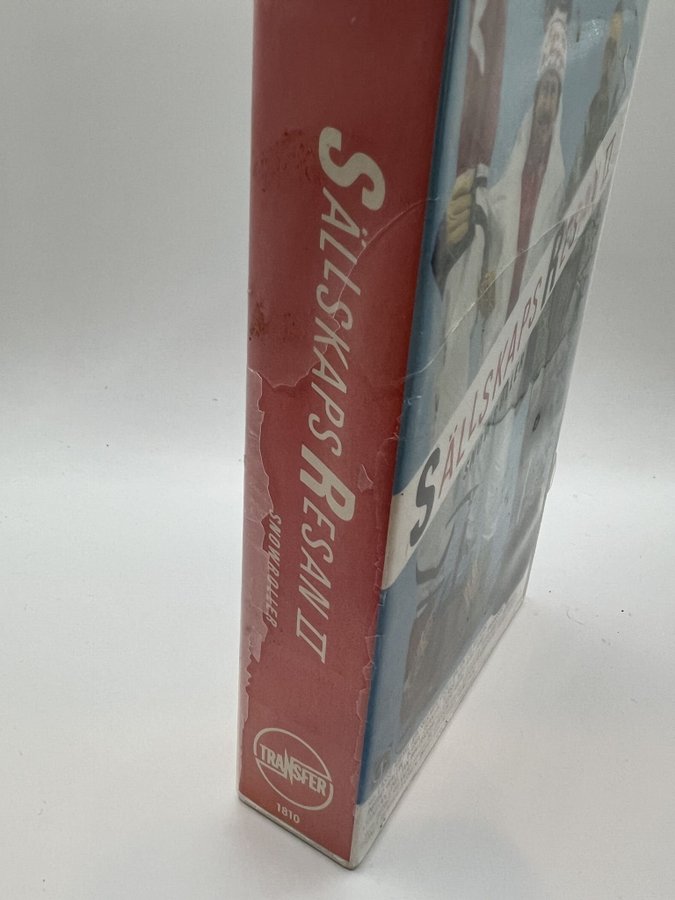 SÄLLSKAPSRESAN II
SNOWROLLER
TRANSFER
1810
SÄLLSKAPSRESAN II